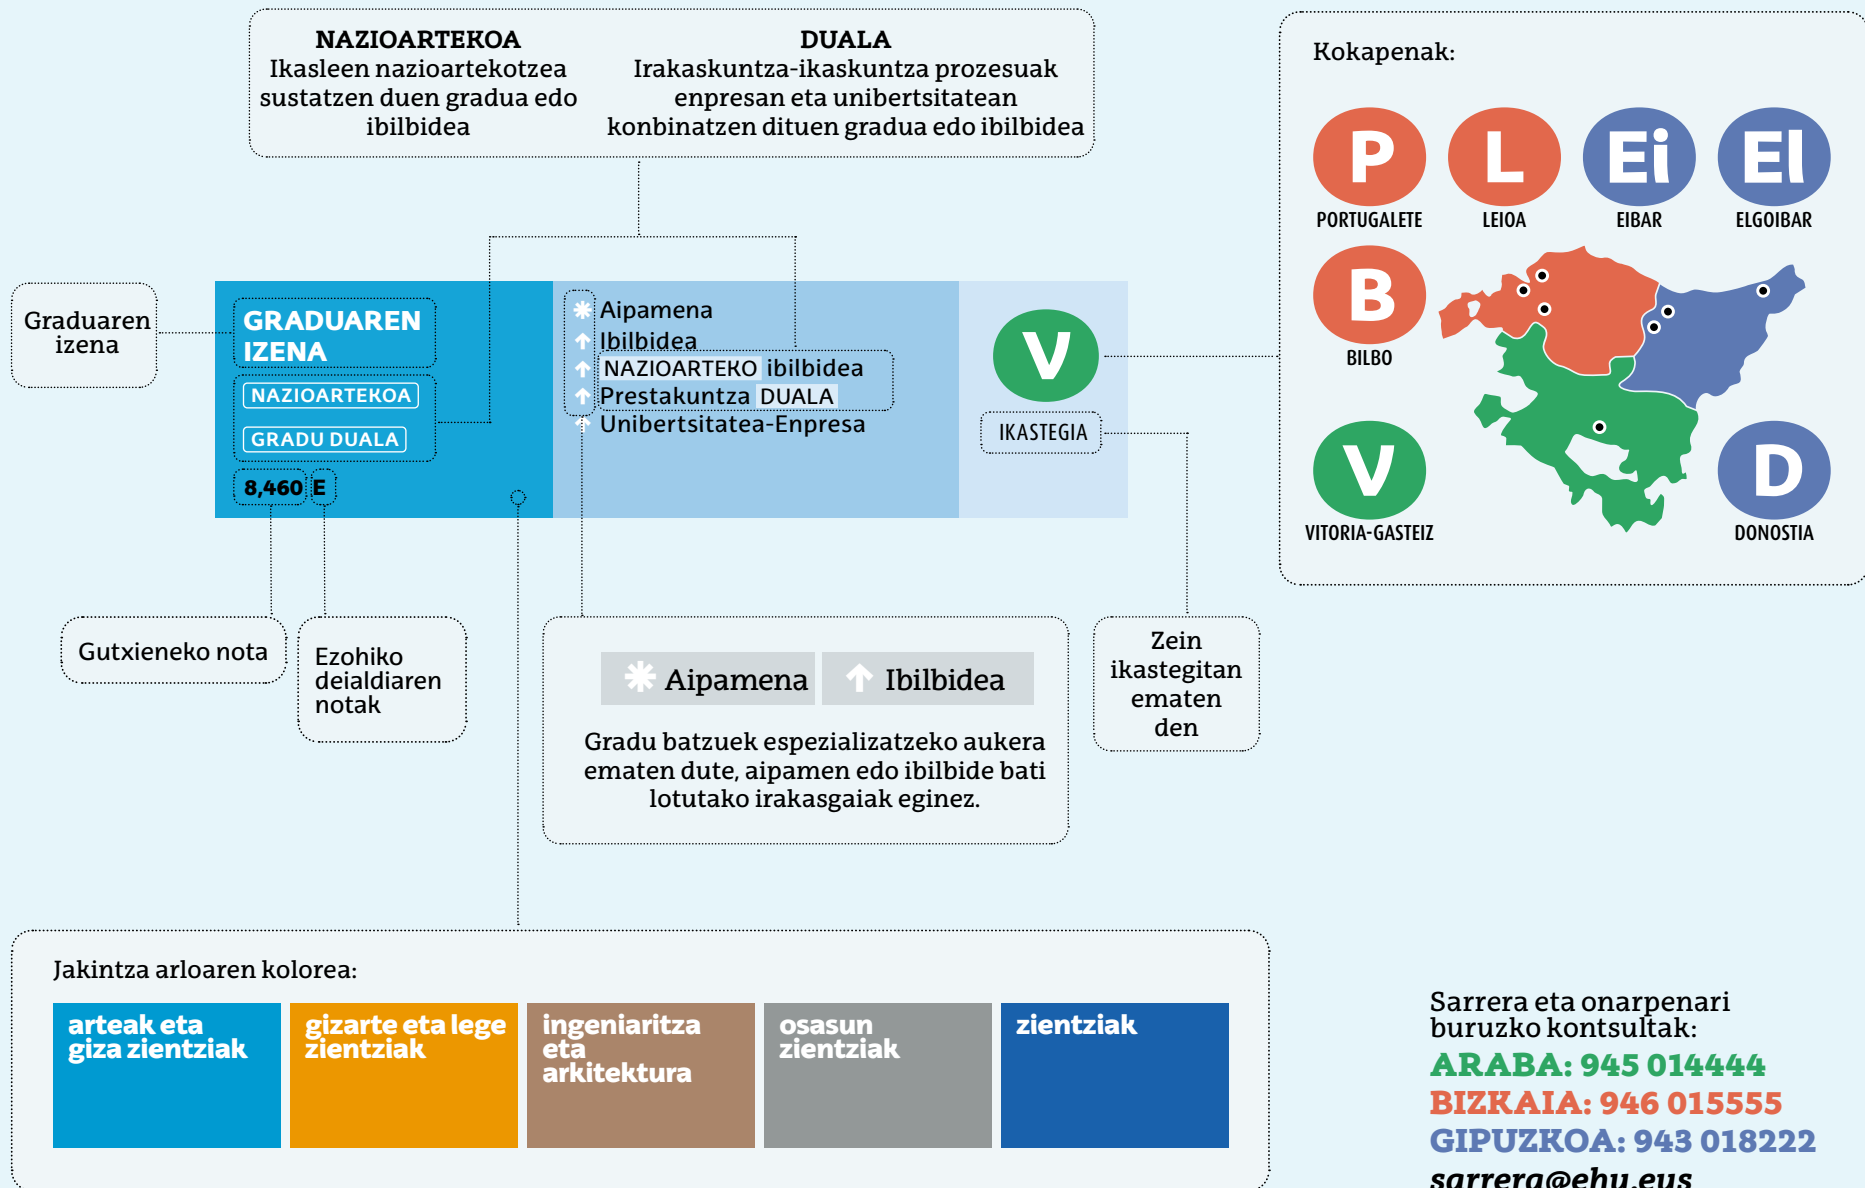 NAZIOARTEKOA
Ikasleen nazioartekotzea
sustatzen duen gradua edo
ibilbidea
DUALA
Irakaskuntza-ikaskuntza prozesuak
enpresan eta unibertsitatean
konbinatzen dituen gradua edo ibilbidea
Graduaren
izena
GRADUAREN
IZENA
NAZIOARTEKOA
GRADU DUALA
8,460 E
Aipamena
Ibilbidea
NAZIOARTEKO ibilbidea
Prestakuntza DUALA
Unibertsitatea-Enpresa
V
IKASTEGIA
Kokapenak:
P
PORTUGALETE
L
LEIOA
Ei
EIBAR
El
ELGOIBAR
B
BILBO
V
VITORIA-GASTEIZ
D
DONOSTIA
Gutxieneko nota
Ezohiko
deialdiaren
notak
Aipamena
Ibilbidea
Gradu batzuek espezializatzeko aukera
ematen dute, aipamen edo ibilbide bati
lotutako irakasgaiak eginez.
Zein
ikastegitan
ematen
den
Jakintza arloaren kolorea:
arteak eta
giza zientziak
gizarte eta lege
zientziak
ingeniaritza
eta
arkitektura
osasun
zientziak
zientziak
Sarrera eta onarpenari
buruzko kontsultak:
ARABA: 945 014444
BIZKAIA: 946 015555
GIPUZKOA: 943 018222
sarrera@ehu.eus